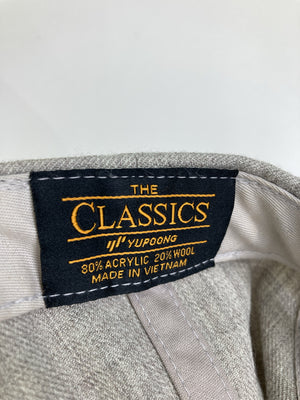 THE
CLASSICS
YUPOONG
80% ACRYLIC 20% WOOL
MADE IN VIETNAM